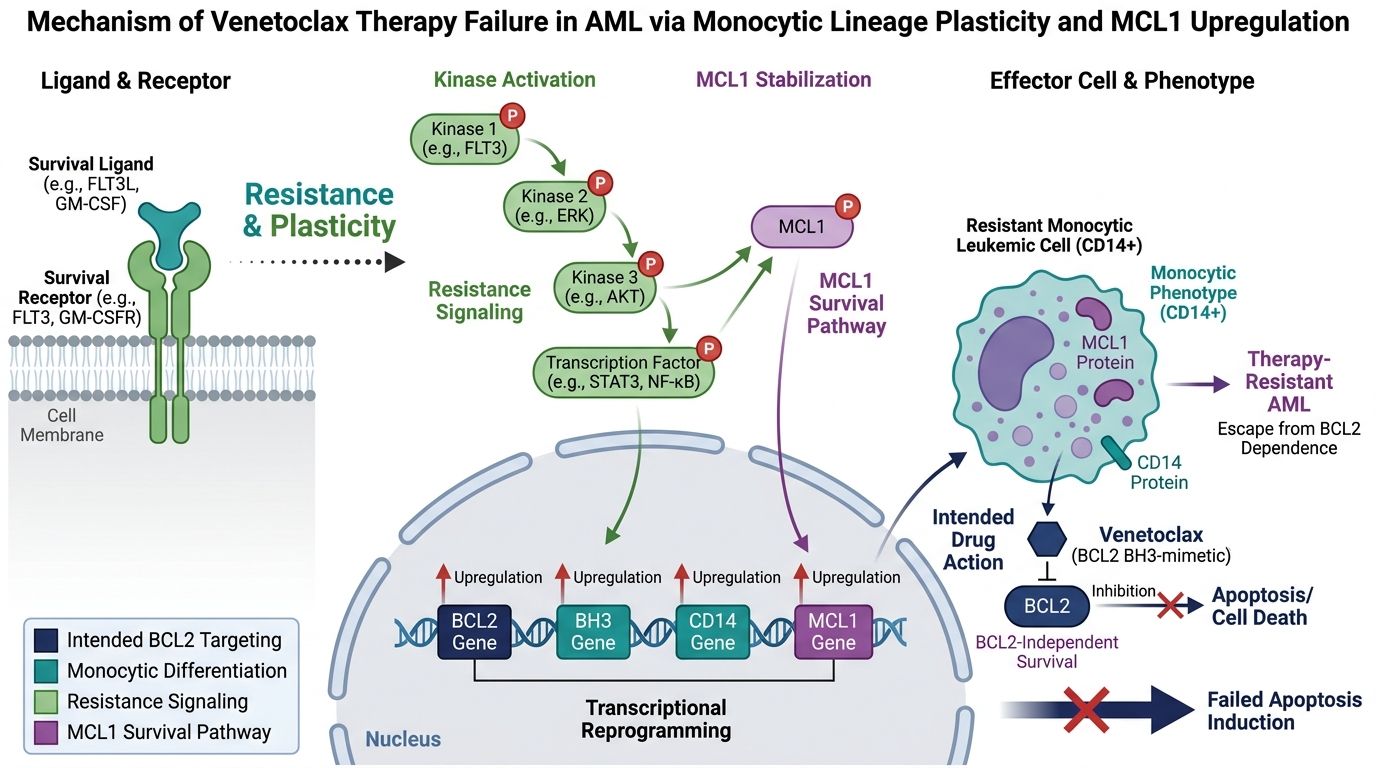 Mechanism of Venetoclax Therapy Failure in AML via Monocytic Lineage Plasticity and MCL1 Upregulation
Ligand & Receptor
Kinase Activation
MCL1 Stabilization
Effector Cell & Phenotype
Survival Ligand
(e.g., FLT3L,
GM-CSF)
Survival
Receptor (e.g.,
FLT3, GM-CSFR)
Cell
Membrane
Resistance
& Plasticity
Kinase 1
(e.g., FLT3)
P
Kinase 2
(e.g., ERK)
P
Kinase 3
(e.g., AKT)
P
Resistance
Signaling
Transcription Factor
(e.g., STAT3, NF-κB)
P
MCL1
P
MCL1
Survival
Pathway
Resistant Monocytic
Leukemic Cell (CD14+)
Monocytic
Phenotype
(CD14+)
MCL1
Protein
CD14
Protein
Therapy-
Resistant
AML
Escape from BCL2
Dependence
Intended
Drug
Action
Venetoclax
(BCL2 BH3-mimetic)
BCL2
Inhibition
Apoptosis/
Cell Death
BCL2-Independent
Survival
Failed Apoptosis
Induction
Upregulation
Upregulation
Upregulation
Upregulation
BCL2
Gene
BH3
Gene
CD14
Gene
MCL1
Gene
Transcriptional
Reprogramming
Nucleus
Intended BCL2 Targeting
Monocytic Differentiation
Resistance Signaling
MCL1 Survival Pathway